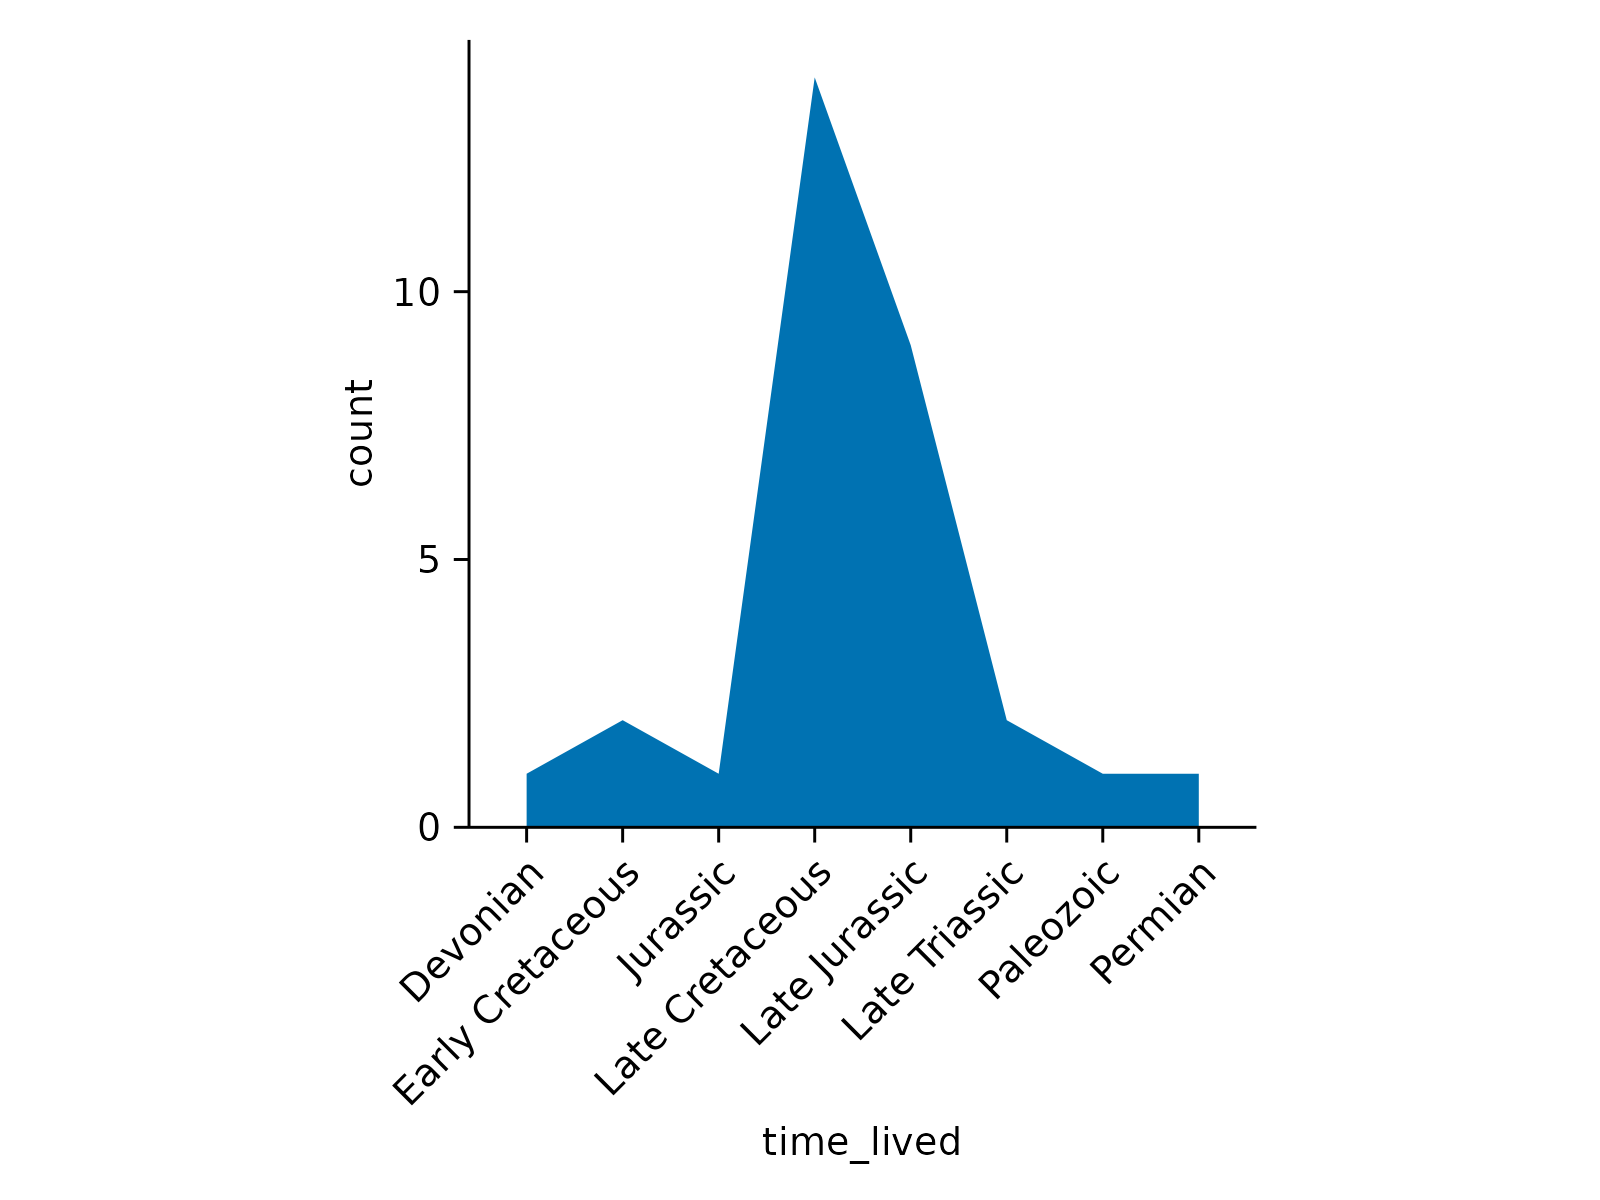 10
5
0
count
Devonian
Early Cretaceous
Jurassic
Late Cretaceous
Late Jurassic
Late Triassic
Paleozoic
Permian
time_lived